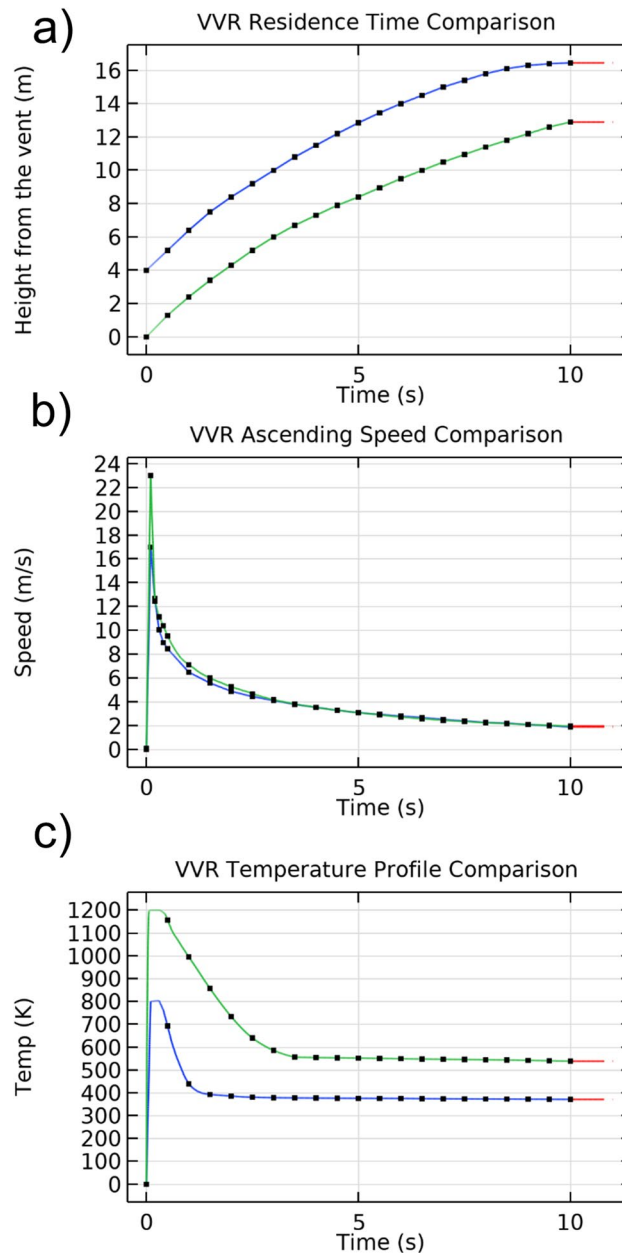 a)
VVR Residence Time Comparison
Height from the vent (m)
16
14
12
10
8
6
4
2
0
0 5 10
Time (s)
b)
VVR Ascending Speed Comparison
Speed (m/s)
24
22
20
18
16
14
12
10
8
6
4
2
0
0 5 10
Time (s)
c)
VVR Temperature Profile Comparison
Temp (K)
1200
1100
1000
900
800
700
600
500
400
300
200
100
0
0 5 10
Time (s)